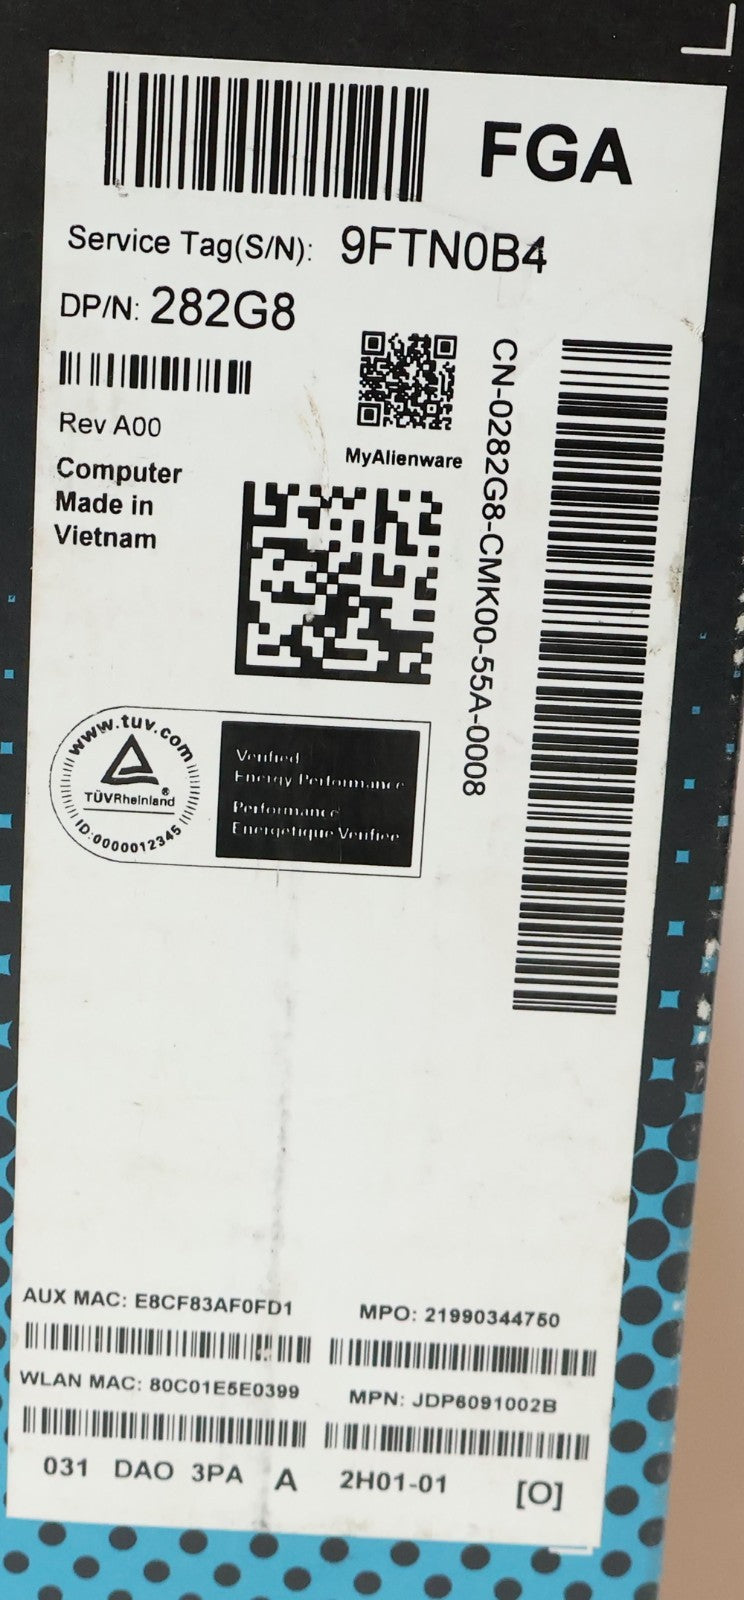 FGA
Service Tag(S/N): 9FTN0B4
DP/N: 282G8
Rev A00
Computer
Made in
Vietnam
MyAlienware
CN-0282G8-CMK00-55A-0008
www.tuv.com
TÜVRheinland®
ID:0000012345
Verified
Energy Performance
Performance
Energetique Verifiee
AUX MAC: E8CF83AF0FD1
MPO: 21990344750
WLAN MAC: 80C01E5E0399
MPN: JDP6091002B
031 DAO 3PA A 2H01-01 [O]